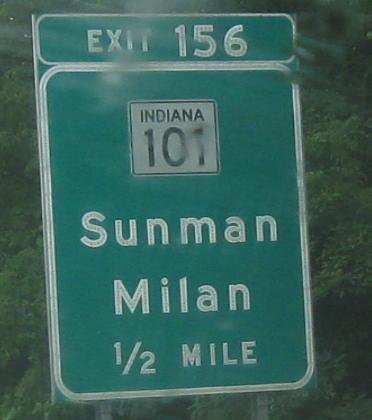 EXIT 156
INDIANA
101
Sunman
Milan
1/2 MILE